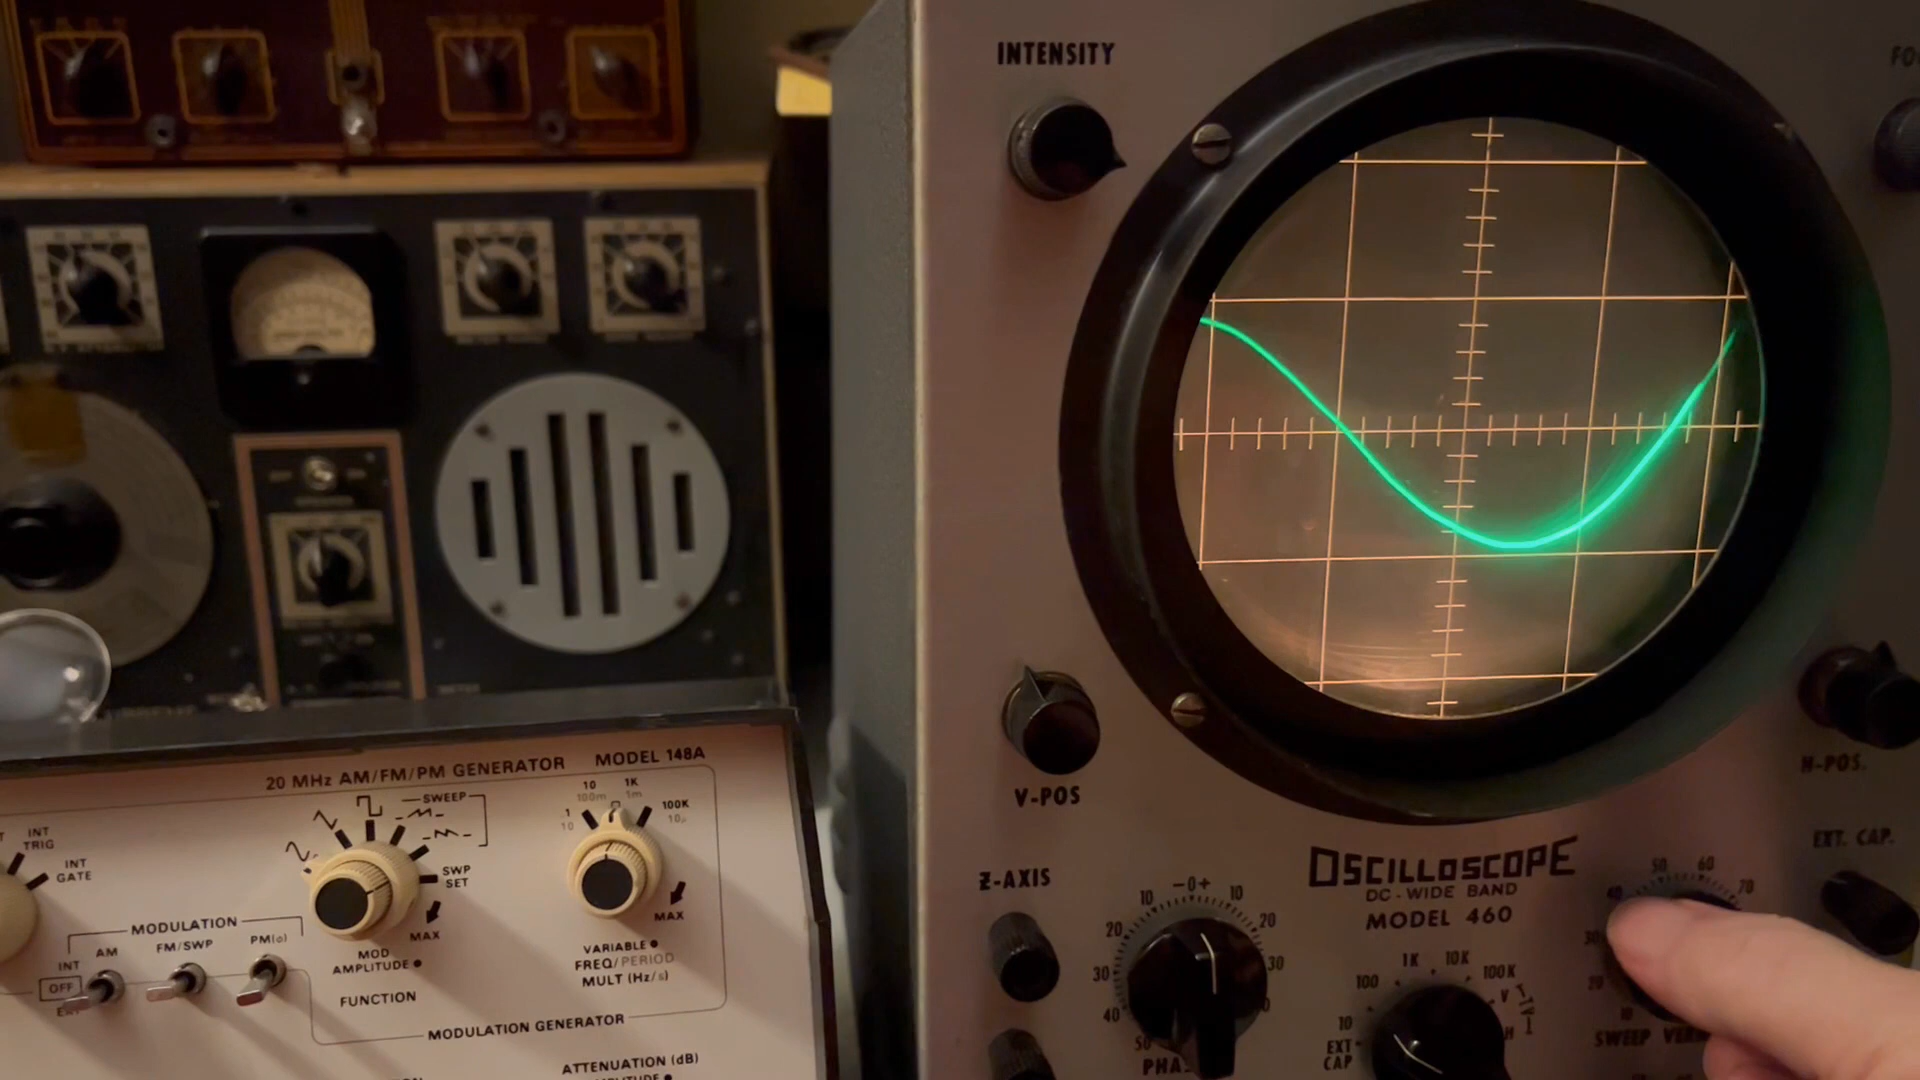 INTENSITY
V-POS
H-POS.
EXT. CAP.
Z-AXIS
OSCILLOSCOPE
DC-WIDE BAND
MODEL 460
10 -0+ 10
20 20
30 30
40
50
1K 10K
100 100K
10 V
EXT H
CAP
50 60
40 70
30
20
10
20 MHz AM/FM/PM GENERATOR MODEL 148A
INT
TRIG
INT
GATE
SWEEP
SWP
SET
MAX
MOD
AMPLITUDE
FUNCTION
10 1K
100m 1m
.1 100K
10 10µ
MAX
VARIABLE
FREQ/PERIOD
MULT (Hz/s)
MODULATION
AM FM/SWP PM(ø)
INT
OFF
MODULATION GENERATOR
ATTENUATION (dB)
SWEEP